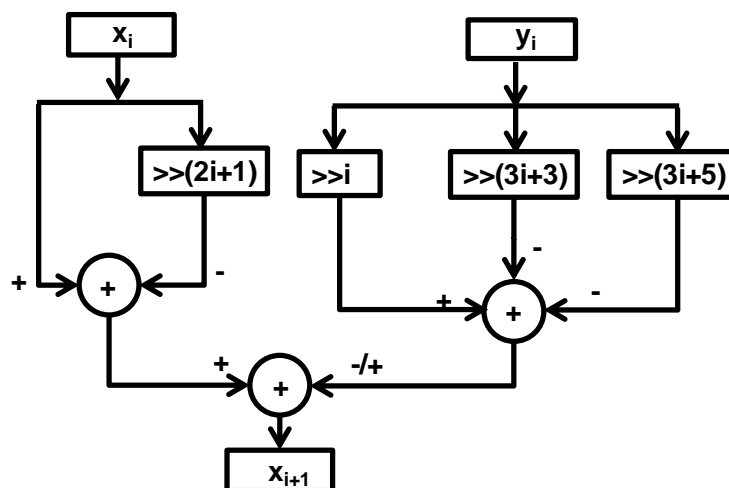 xi
yi
>>(2i+1)
>>i
>>(3i+3)
>>(3i+5)
+
+
-
+
-
+
-
+
-/+
+
xi+1